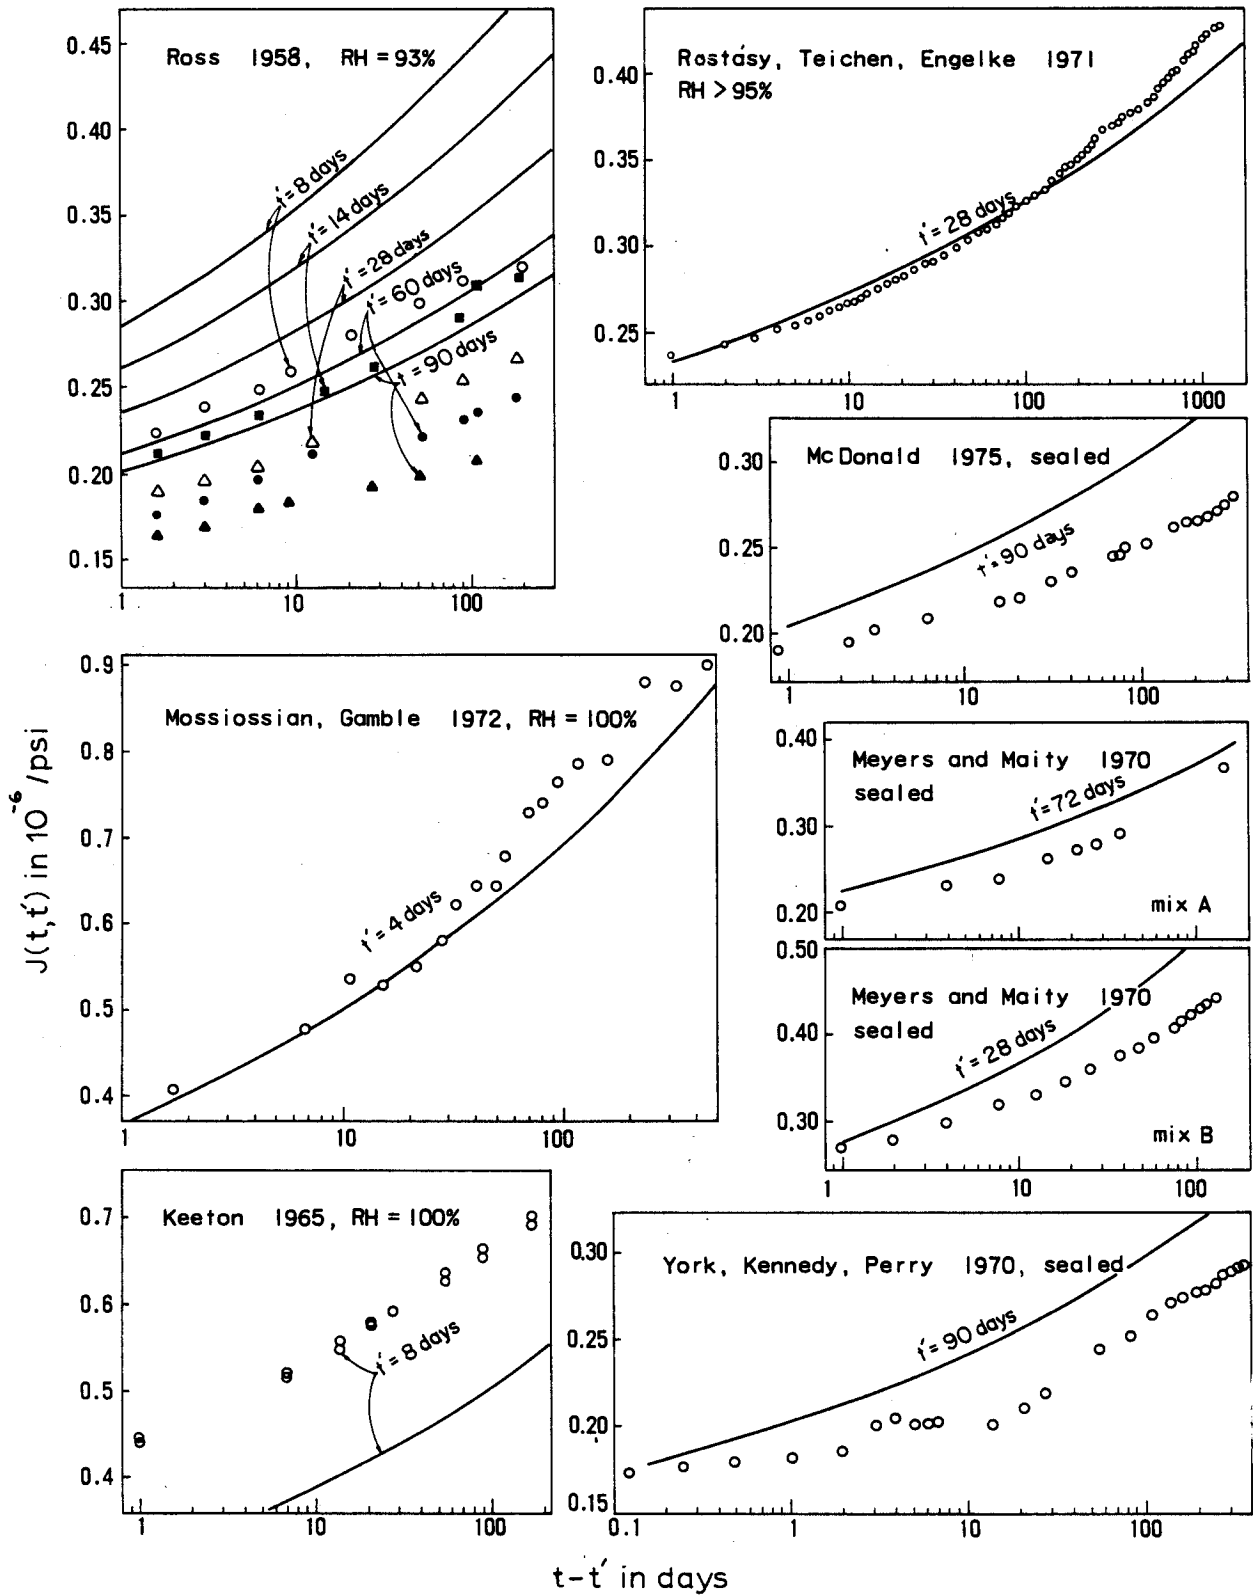 Ross 1958, RH = 93%
0.45
0.40
0.35
0.30
0.25
0.20
0.15
t' = 8 days
t' = 14 days
t' = 28 days
t' = 60 days
t' = 90 days
1 10 100
Rostásy, Teichen, Engelke 1971
RH > 95%
0.40
0.35
0.30
0.25
t' = 28 days
1 10 100 1000
McDonald 1975, sealed
0.30
0.25
0.20
t' = 90 days
1 10 100
Mossiossian, Gamble 1972, RH = 100%
0.9
0.8
0.7
0.6
0.5
0.4
t' = 4 days
1 10 100
Meyers and Maity 1970
sealed
0.40
0.30
0.20
t' = 72 days
mix A
Meyers and Maity 1970
sealed
0.50
0.40
0.30
t' = 28 days
mix B
1 10 100
Keeton 1965, RH = 100%
0.7
0.6
0.5
0.4
t' = 8 days
1 10 100
York, Kennedy, Perry 1970, sealed
0.30
0.25
0.20
0.15
t' = 90 days
0.1 1 10 100
J(t,t') in 10⁻⁶/psi
t-t' in days